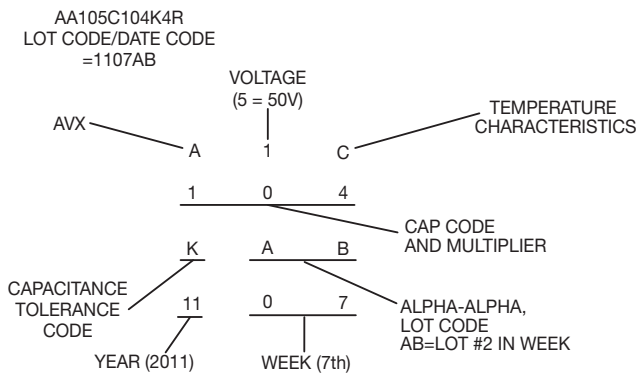 AA105C104K4R
LOT CODE/DATE CODE
=1107AB
VOLTAGE
(5 = 50V)
AVX
TEMPERATURE
CHARACTERISTICS
A 1 C
1 0 4
CAP CODE
AND MULTIPLIER
K A B
CAPACITANCE
TOLERANCE
CODE
11 0 7
ALPHA-ALPHA,
LOT CODE
AB=LOT #2 IN WEEK
YEAR (2011) WEEK (7th)